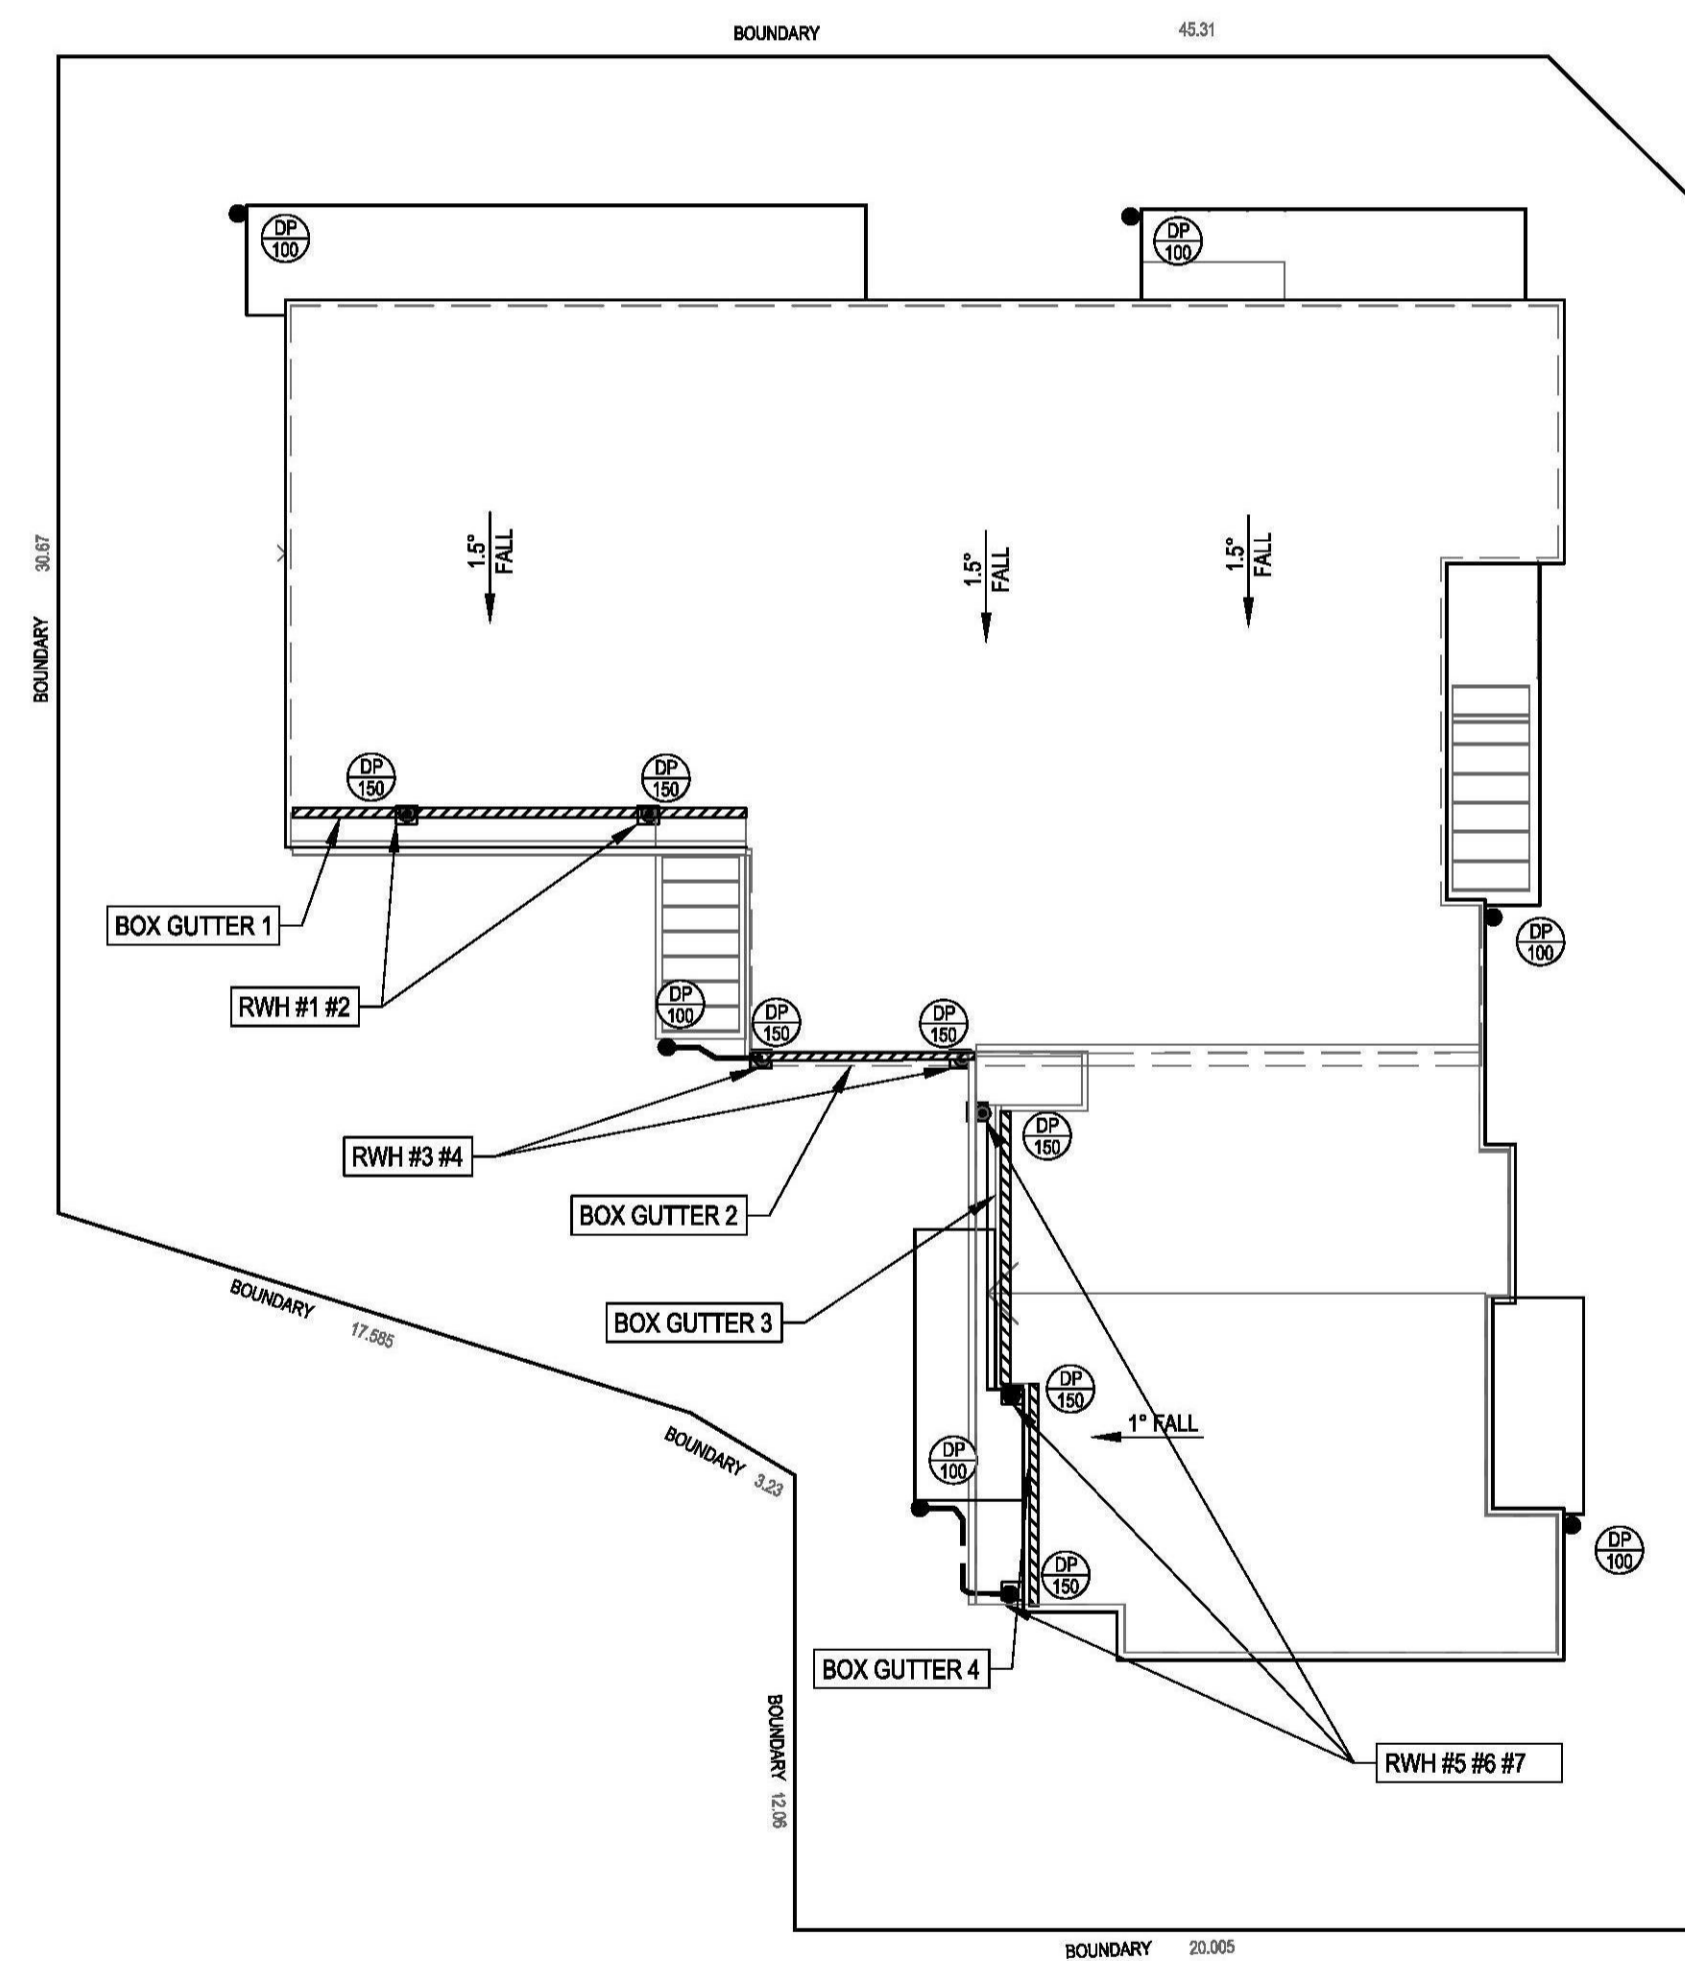 BOUNDARY 45.31
DP
100
DP
100
BOUNDARY 30.67
1.5°
FALL
1.5°
FALL
1.5°
FALL
DP
150
DP
150
BOX GUTTER 1
DP
100
RWH #1 #2
DP
100
DP
150
DP
150
RWH #3 #4
DP
150
BOX GUTTER 2
BOUNDARY 17.585
BOX GUTTER 3
DP
150
1° FALL
BOUNDARY 3.23
DP
100
DP
100
DP
150
BOX GUTTER 4
BOUNDARY 12.06
RWH #5 #6 #7
BOUNDARY 20.005